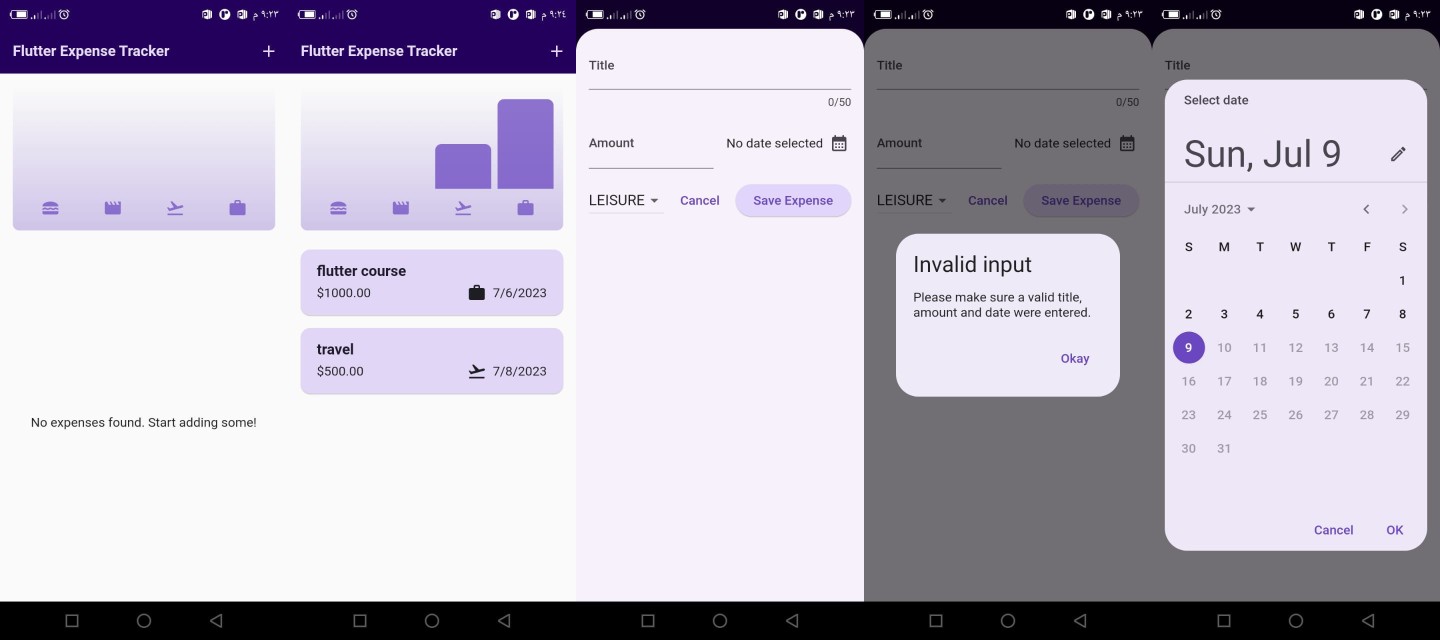 ٩:٢٣ م
Flutter Expense Tracker
No expenses found. Start adding some!
٩:٢٤ م
Flutter Expense Tracker
flutter course
$1000.00 7/6/2023
travel
$500.00 7/8/2023
٩:٢٣ م
Title
0/50
Amount No date selected
LEISURE Cancel Save Expense
٩:٢٣ م
Title
0/50
Amount No date selected
LEISURE Cancel Save Expense
Invalid input
Please make sure a valid title,
amount and date were entered.
Okay
٩:٢٣ م
Title
Select date
Sun, Jul 9
July 2023
S M T W T F S
1
2 3 4 5 6 7 8
9 10 11 12 13 14 15
16 17 18 19 20 21 22
23 24 25 26 27 28 29
30 31
Cancel OK